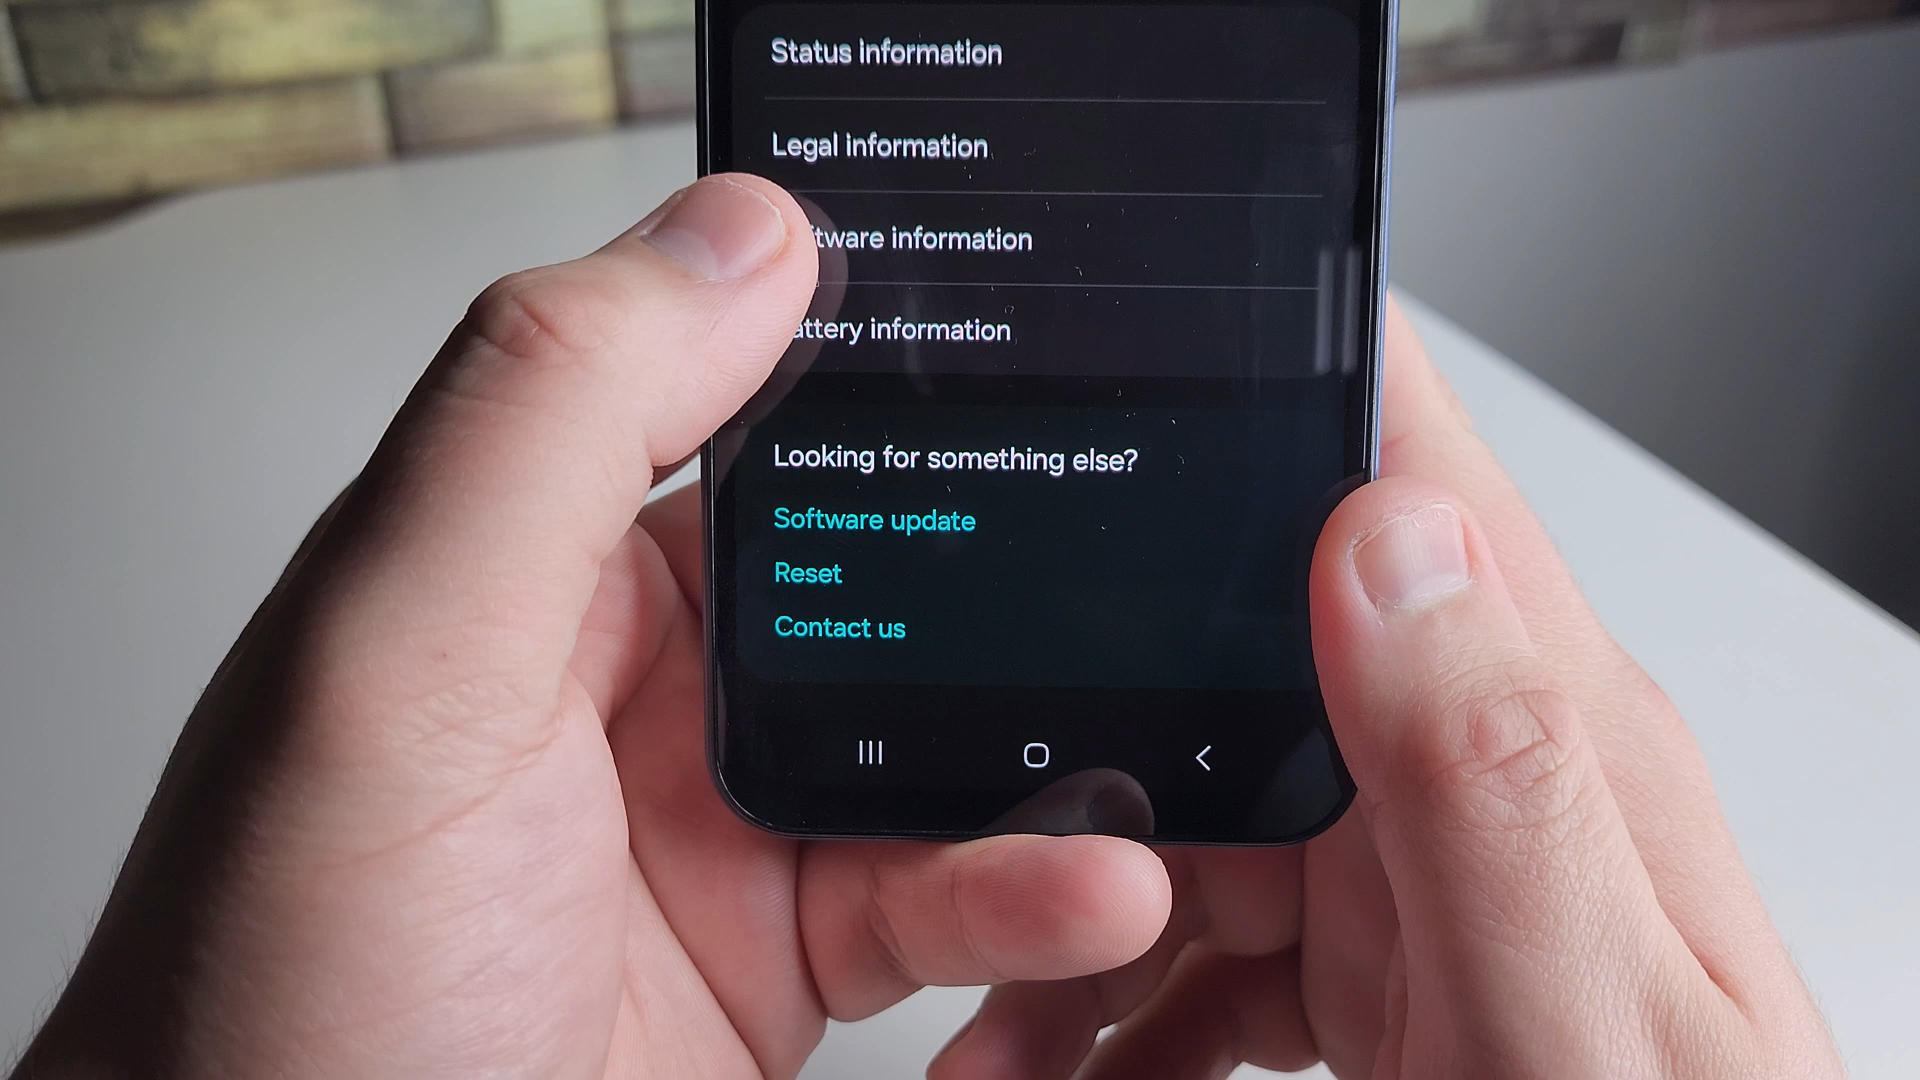 Status information
Legal information
tware information
attery information
Looking for something else?
Software update
Reset
Contact us